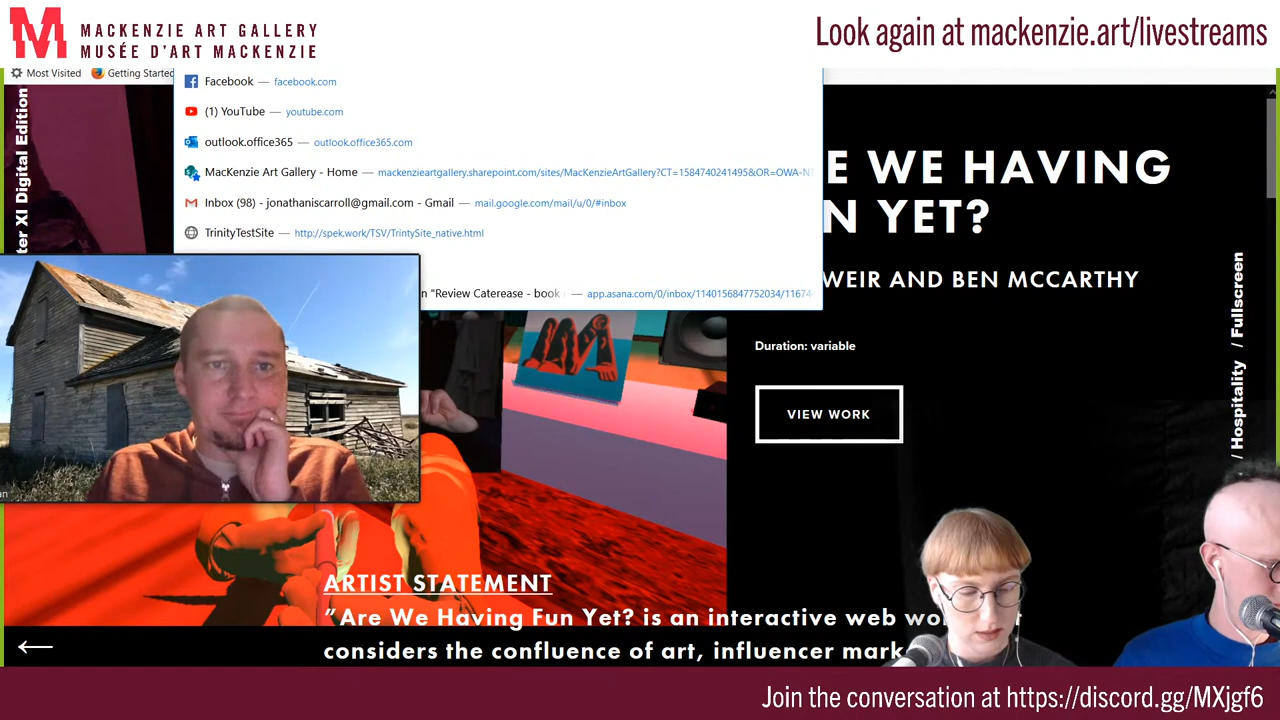 MACKENZIE ART GALLERY
MUSÉE D'ART MACKENZIE
Look again at mackenzie.art/livestreams
Most Visited
Getting Started
Facebook — facebook.com
(1) YouTube — youtube.com
outlook.office365 — outlook.office365.com
MacKenzie Art Gallery - Home — mackenzieartgallery.sharepoint.com/sites/MacKenzieArtGallery?CT=1584740241495&OR=OWA-N
Inbox (98) - jonathaniscarroll@gmail.com - Gmail — mail.google.com/mail/u/0/#inbox
TrinityTestSite — http://spek.work/TSV/TrintySite_native.html
n "Review Caterease - book — app.asana.com/0/inbox/1140156847752034/11674
ter XI Digital Edition
E WE HAVING
N YET?
WEIR AND BEN MCCARTHY
Duration: variable
VIEW WORK
/ Hospitality / Fullscreen
an
ARTIST STATEMENT
"Are We Having Fun Yet? is an interactive web wo
considers the confluence of art, influencer mark
Join the conversation at https://discord.gg/MXjgf6